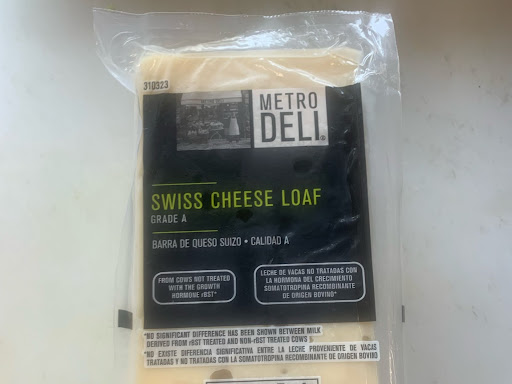 310323
METRO
DELI®
SWISS CHEESE LOAF
GRADE A
BARRA DE QUESO SUIZO • CALIDAD A
FROM COWS NOT TREATED
WITH THE GROWTH
HORMONE rBST*
LECHE DE VACAS NO TRATADAS CON
LA HORMONA DEL CRECIMIENTO
SOMATOTROPINA RECOMBINANTE
DE ORIGEN BOVINO*
*NO SIGNIFICANT DIFFERENCE HAS BEEN SHOWN BETWEEN MILK
DERIVED FROM rBST TREATED AND NON-rBST TREATED COWS
*NO EXISTE DIFERENCIA SIGNIFICATIVA ENTRE LA LECHE PROVENIENTE DE VACAS
TRATADAS Y NO TRATADAS CON LA SOMATOTROPINA RECOMBINANTE DE ORIGEN BOVINO